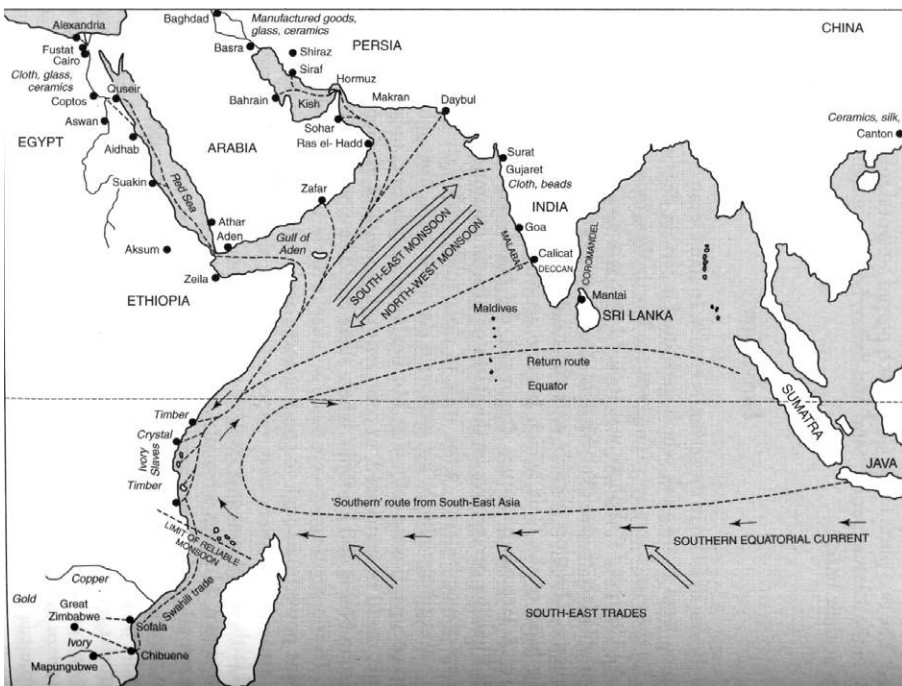 Baghdad
Manufactured goods,
glass, ceramics
CHINA
Alexandria
PERSIA
Basra
Shiraz
Fustat
Cairo
Siraf
Cloth, glass,
ceramics
Hormuz
Quseir
Coptos
Bahrain
Kish
Makran
Daybul
Ceramics, silk,
Canton
Aswan
Sohar
EGYPT
Aidhab
ARABIA
Ras el- Hadd
Surat
Gujaret
Cloth, beads
Suakin
Red Sea
Zafar
INDIA
Athar
Aden
Goa
Aksum
Gulf of
Aden
SOUTH-EAST MONSOON
NORTH-WEST MONSOON
MALABAR
Calicat
DECCAN
COROMANDEL
Zeila
ETHIOPIA
Maldives
Mantai
SRI LANKA
Return route
Equator
SUMATRA
Timber
Crystal
Ivory
Slaves
JAVA
Timber
'Southern' route from South-East Asia
LIMIT OF RELIABLE
MONSOON
SOUTHERN EQUATORIAL CURRENT
Copper
Swahili trade
Gold
Great
Zimbabwe
Sofala
SOUTH-EAST TRADES
Ivory
Chibuene
Mapungubwe